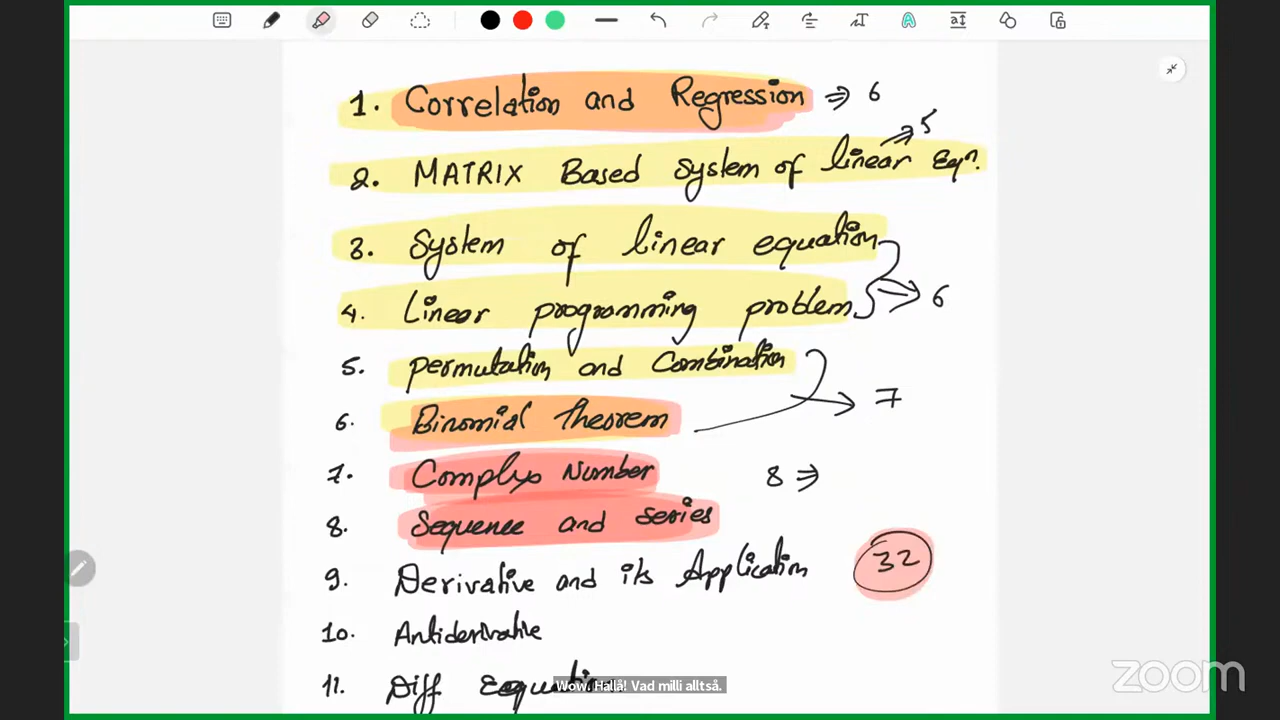 1. Correlation and Regression ⇒ 6
2. MATRIX Based System of linear Eqn. ⇒ 5
3. System of linear equation
4. Linear programming problem ⇒ 6
5. Permutation and Combination
6. Binomial theorem → 7
7. Complex Number 8 ⇒
8. Sequence and series
32
9. Derivative and its Application
10. Antiderivative
11. Diff Equation
Wow. Hallå! Vad milli alltså.
zoom